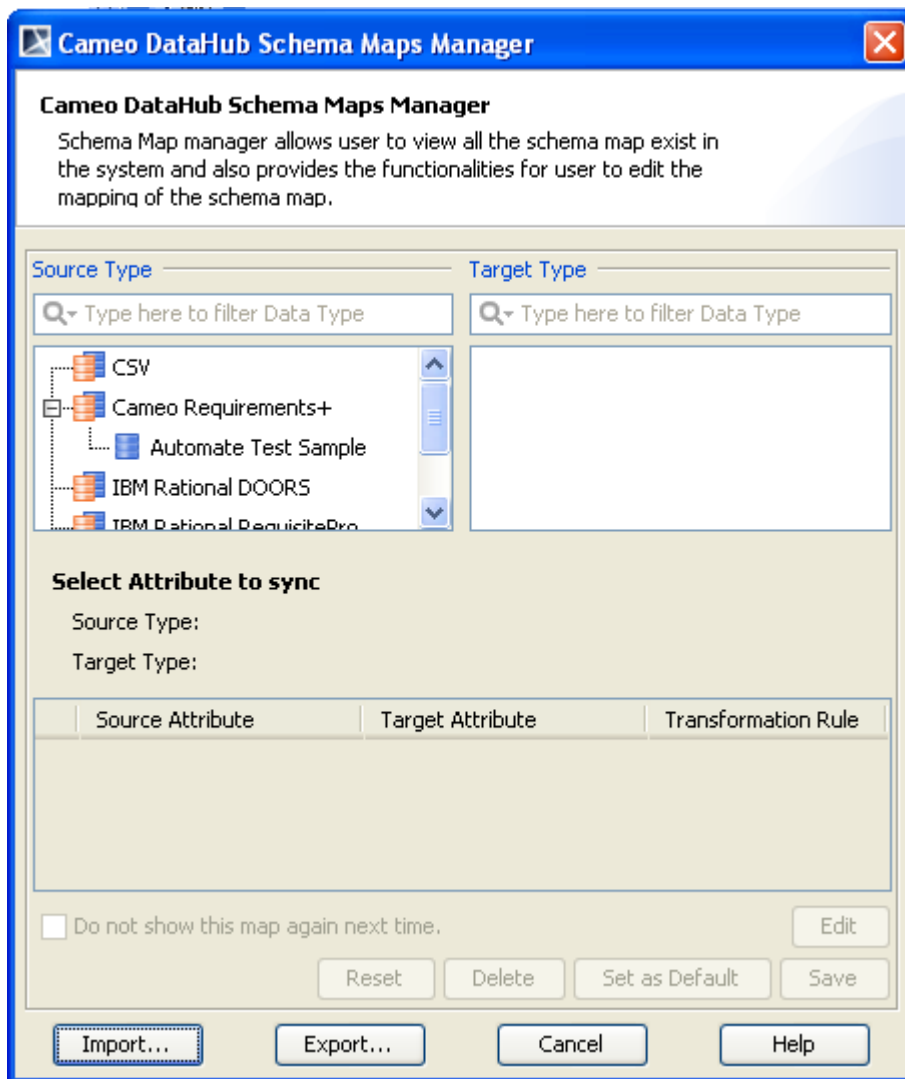 Cameo DataHub Schema Maps Manager
Cameo DataHub Schema Maps Manager
Schema Map manager allows user to view all the schema map exist in
the system and also provides the functionalities for user to edit the
mapping of the schema map.
Source Type
Target Type
Type here to filter Data Type
Type here to filter Data Type
CSV
Cameo Requirements+
Automate Test Sample
IBM Rational DOORS
IBM Rational RequisitePro
Select Attribute to sync
Source Type:
Target Type:
Source Attribute
Target Attribute
Transformation Rule
Do not show this map again next time.
Edit
Reset
Delete
Set as Default
Save
Import...
Export...
Cancel
Help